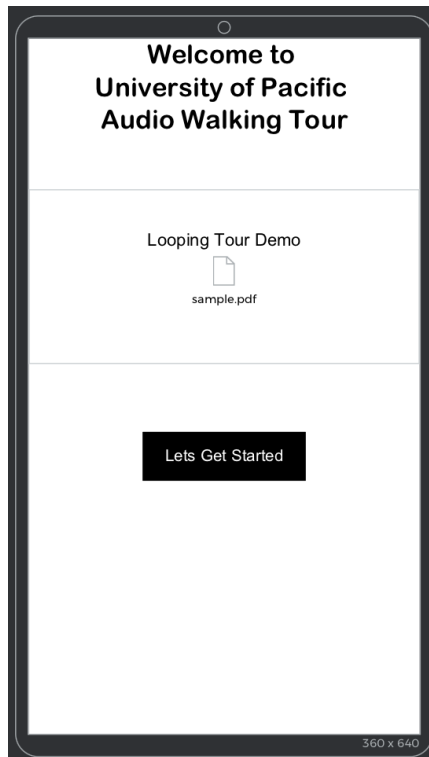 Welcome to
University of Pacific
Audio Walking Tour
Looping Tour Demo
sample.pdf
Lets Get Started
360 x 640